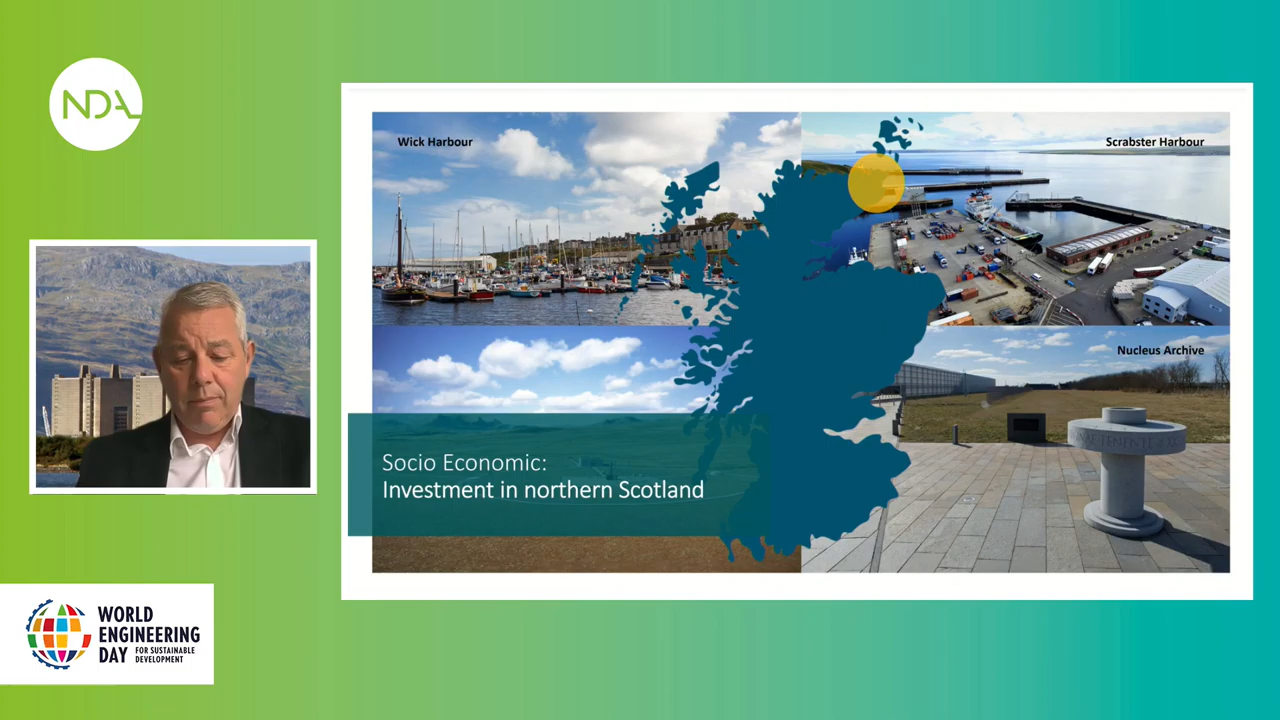 NDA
Wick Harbour
Scrabster Harbour
Nucleus Archive
Socio Economic:
Investment in northern Scotland
WORLD
ENGINEERING
DAY FOR SUSTAINABLE
DEVELOPMENT